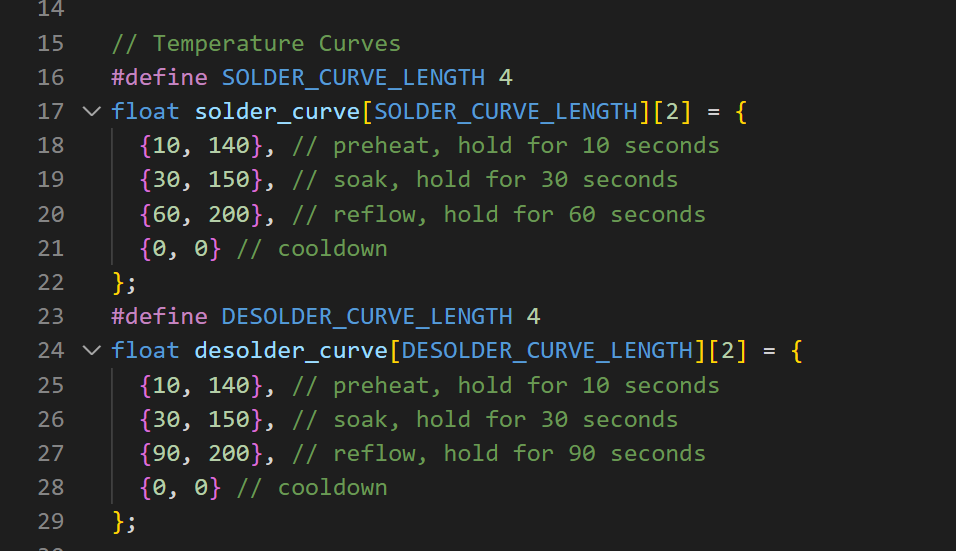 14
15 // Temperature Curves
16 #define SOLDER_CURVE_LENGTH 4
17 float solder_curve[SOLDER_CURVE_LENGTH][2] = {
18 {10, 140}, // preheat, hold for 10 seconds
19 {30, 150}, // soak, hold for 30 seconds
20 {60, 200}, // reflow, hold for 60 seconds
21 {0, 0} // cooldown
22 };
23 #define DESOLDER_CURVE_LENGTH 4
24 float desolder_curve[DESOLDER_CURVE_LENGTH][2] = {
25 {10, 140}, // preheat, hold for 10 seconds
26 {30, 150}, // soak, hold for 30 seconds
27 {90, 200}, // reflow, hold for 90 seconds
28 {0, 0} // cooldown
29 };